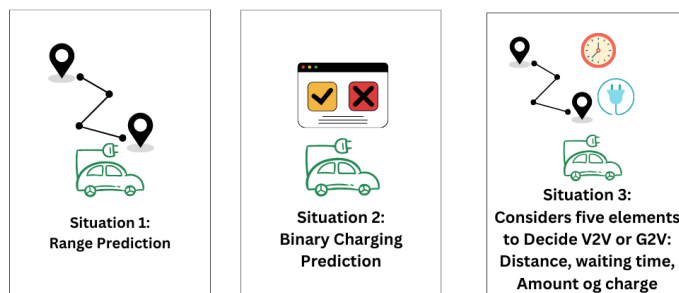 Situation 1:
Range Prediction
Situation 2:
Binary Charging
Prediction
Situation 3:
Considers five elements
to Decide V2V or G2V:
Distance, waiting time,
Amount og charge